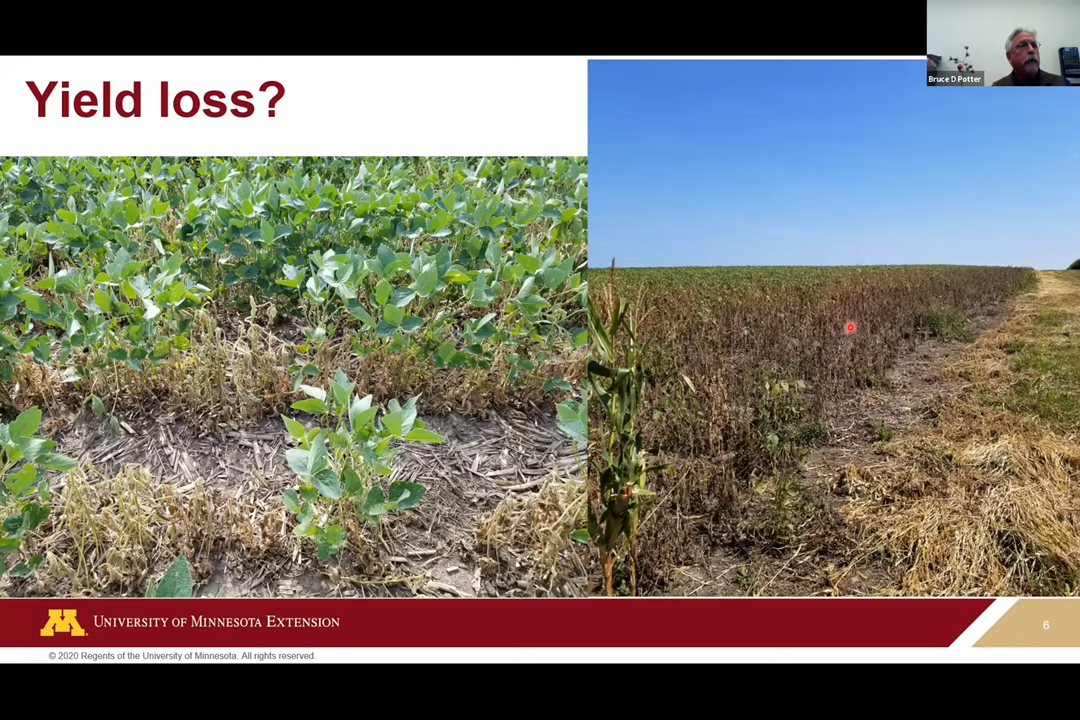 Yield loss?
Bruce D Potter
M
UNIVERSITY OF MINNESOTA EXTENSION
6
© 2020 Regents of the University of Minnesota. All rights reserved.